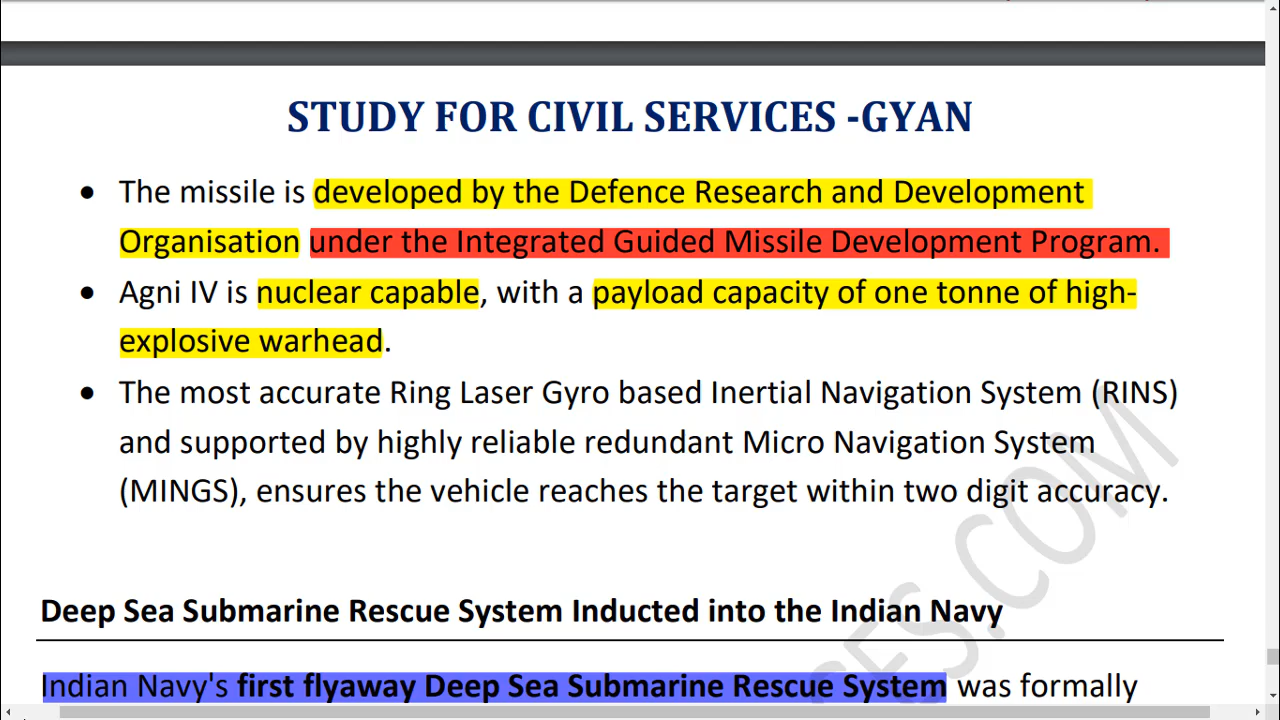 STUDY FOR CIVIL SERVICES -GYAN
• The missile is developed by the Defence Research and Development
Organisation under the Integrated Guided Missile Development Program.
• Agni IV is nuclear capable, with a payload capacity of one tonne of high-
explosive warhead.
• The most accurate Ring Laser Gyro based Inertial Navigation System (RINS)
and supported by highly reliable redundant Micro Navigation System
(MINGS), ensures the vehicle reaches the target within two digit accuracy.
Deep Sea Submarine Rescue System Inducted into the Indian Navy
Indian Navy's first flyaway Deep Sea Submarine Rescue System was formally
ES.COM